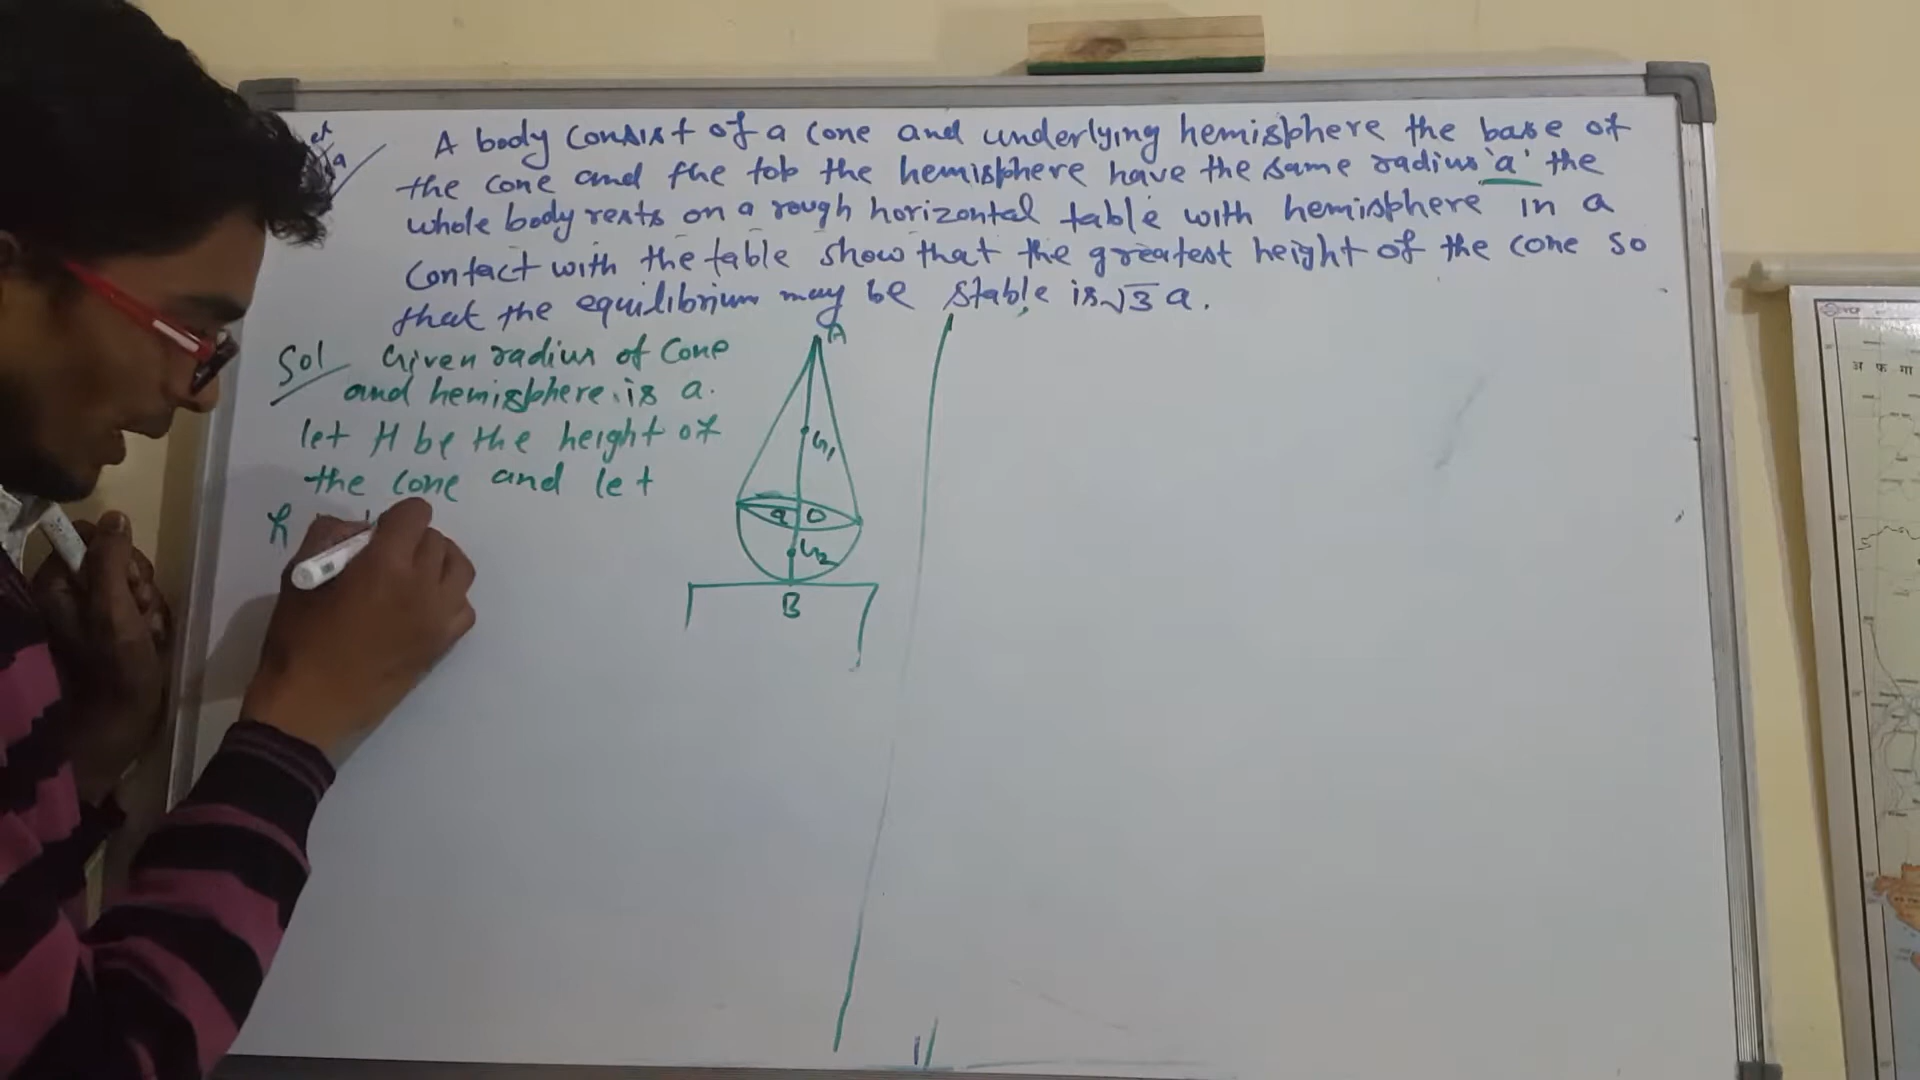 A body consist of a cone and underlying hemisphere the base of
the cone and the top the hemisphere have the same radius 'a' the
whole body rests on a rough horizontal table with hemisphere in a
contact with the table show that the greatest height of the cone so
that the equilibrium may be stable is √3 a.
Sol Given radius of Cone
and hemisphere is a.
let H be the height of
the cone and let
h
A
G1
a O
G2
B
अ फ गा